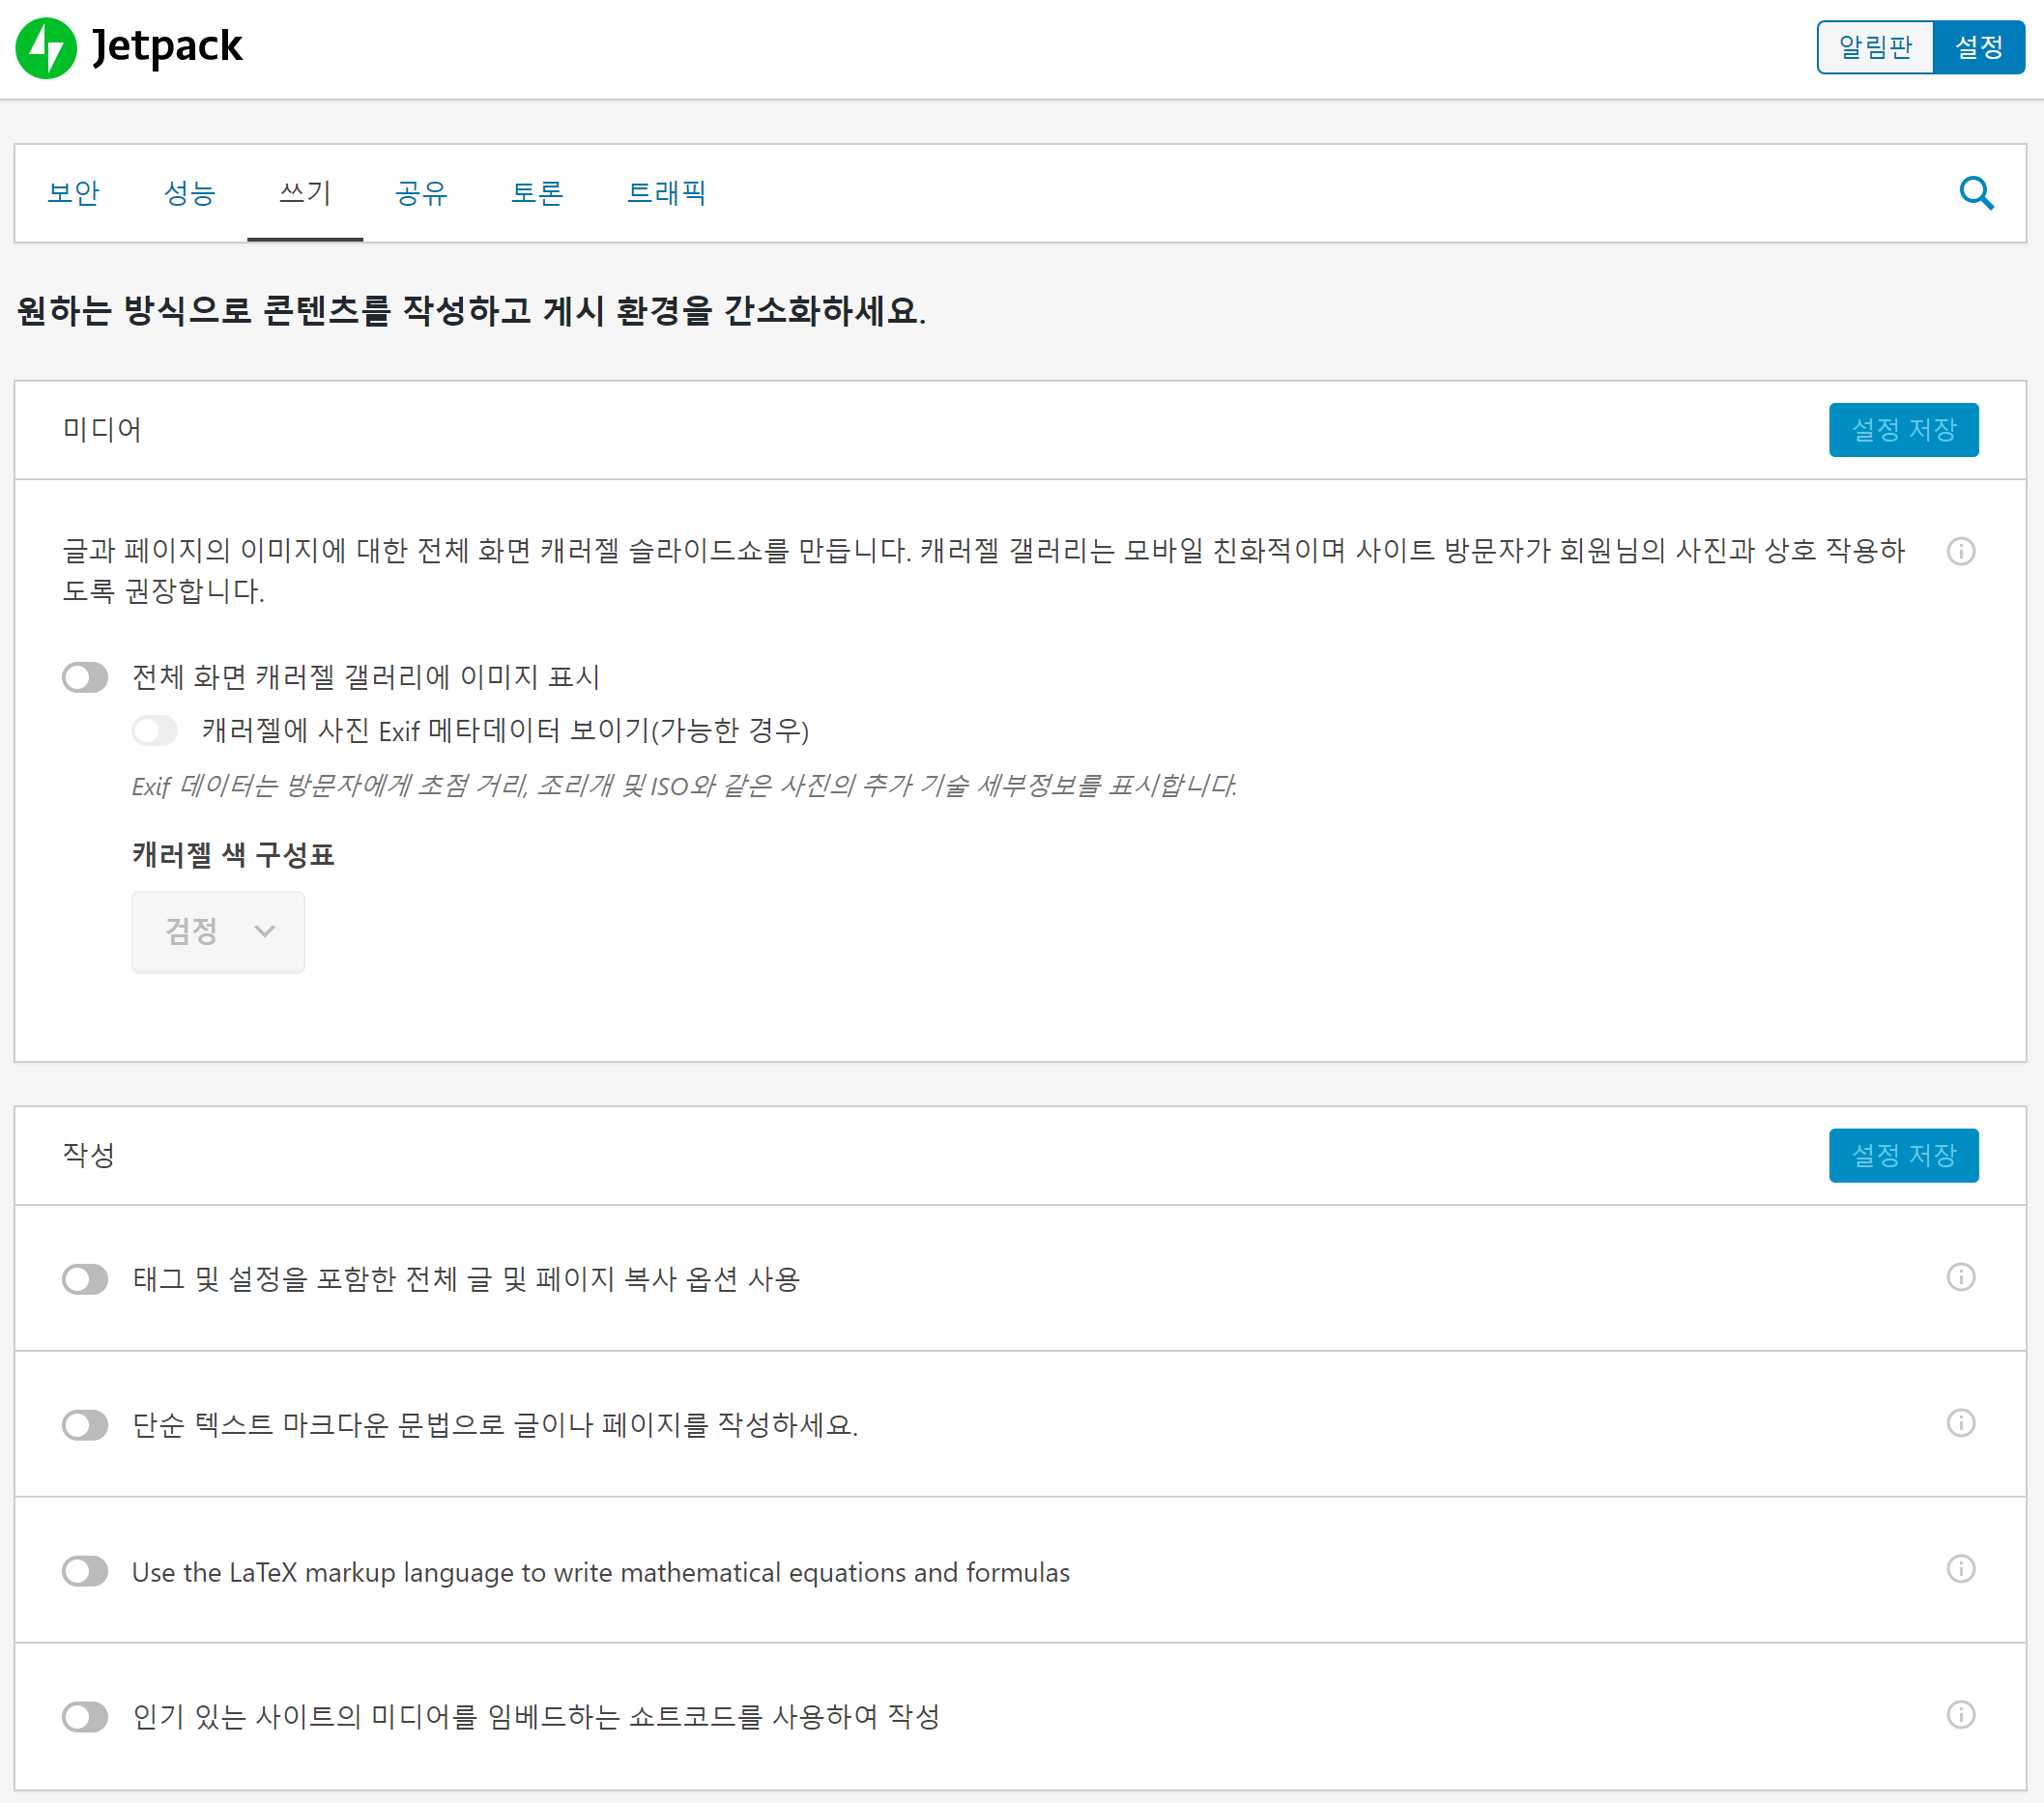 Jetpack
알림판 설정
보안 성능 쓰기 공유 토론 트래픽
원하는 방식으로 콘텐츠를 작성하고 게시 환경을 간소화하세요.
미디어
설정 저장
글과 페이지의 이미지에 대한 전체 화면 캐러젤 슬라이드쇼를 만듭니다. 캐러젤 갤러리는 모바일 친화적이며 사이트 방문자가 회원님의 사진과 상호 작용하
도록 권장합니다.
전체 화면 캐러젤 갤러리에 이미지 표시
캐러젤에 사진 Exif 메타데이터 보이기(가능한 경우)
Exif 데이터는 방문자에게 초점 거리, 조리개 및 ISO와 같은 사진의 추가 기술 세부정보를 표시합니다.
캐러젤 색 구성표
검정
작성
설정 저장
태그 및 설정을 포함한 전체 글 및 페이지 복사 옵션 사용
단순 텍스트 마크다운 문법으로 글이나 페이지를 작성하세요.
Use the LaTeX markup language to write mathematical equations and formulas
인기 있는 사이트의 미디어를 임베드하는 쇼트코드를 사용하여 작성